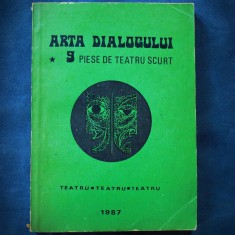 ARTA DIALOGULUI
* 9 PIESE DE TEATRU SCURT
TEATRU*TEATRU*TEATRU
1987